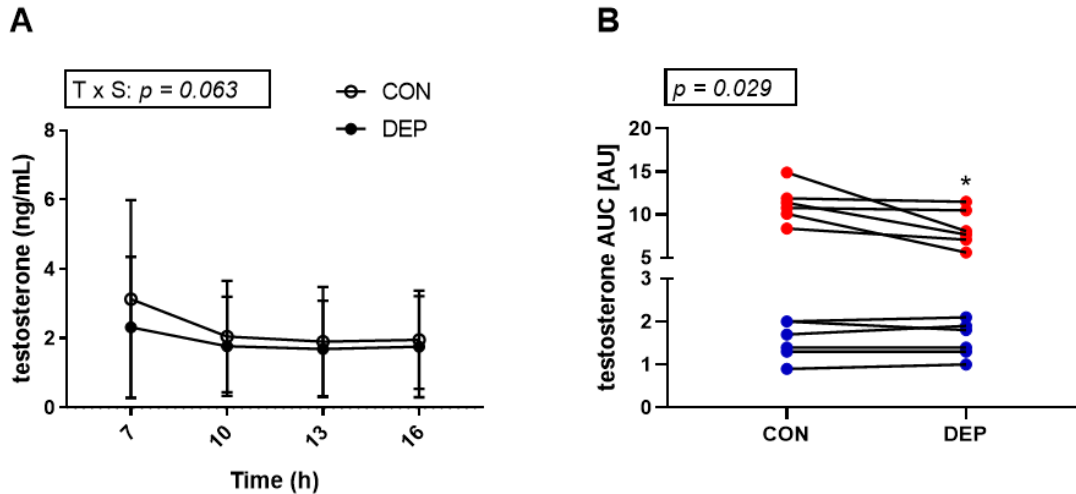 A
T x S: p = 0.063
CON
DEP
testosterone (ng/mL)
8
6
4
2
0
7
10
13
16
Time (h)
B
p = 0.029
testosterone AUC [AU]
20
15
10
5
3
2
1
0
*
CON
DEP